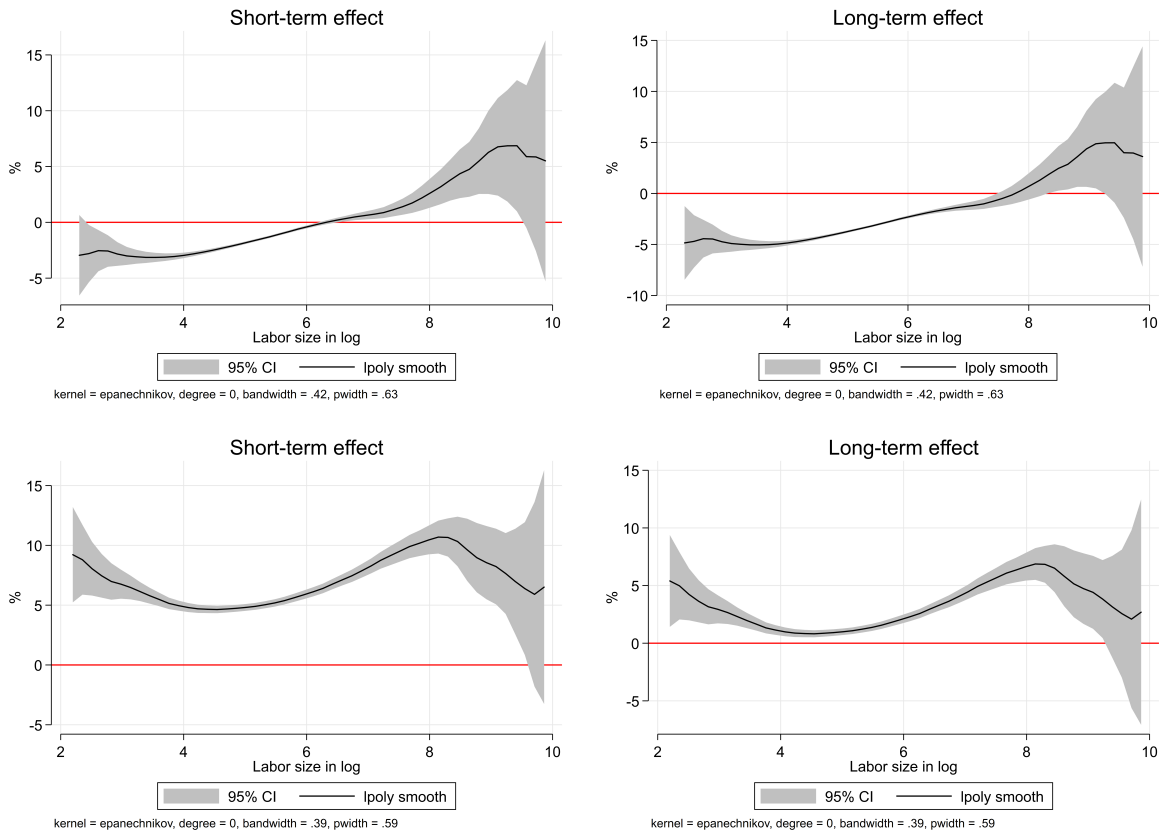 Short-term effect
15
10
5
0
-5
%
2 4 6 8 10
Labor size in log
95% CI lpoly smooth
kernel = epanechnikov, degree = 0, bandwidth = .42, pwidth = .63
Long-term effect
15
10
5
0
-5
-10
%
2 4 6 8 10
Labor size in log
95% CI lpoly smooth
kernel = epanechnikov, degree = 0, bandwidth = .42, pwidth = .63
Short-term effect
15
10
5
0
-5
%
2 4 6 8 10
Labor size in log
95% CI lpoly smooth
kernel = epanechnikov, degree = 0, bandwidth = .39, pwidth = .59
Long-term effect
15
10
5
0
-5
%
2 4 6 8 10
Labor size in log
95% CI lpoly smooth
kernel = epanechnikov, degree = 0, bandwidth = .39, pwidth = .59